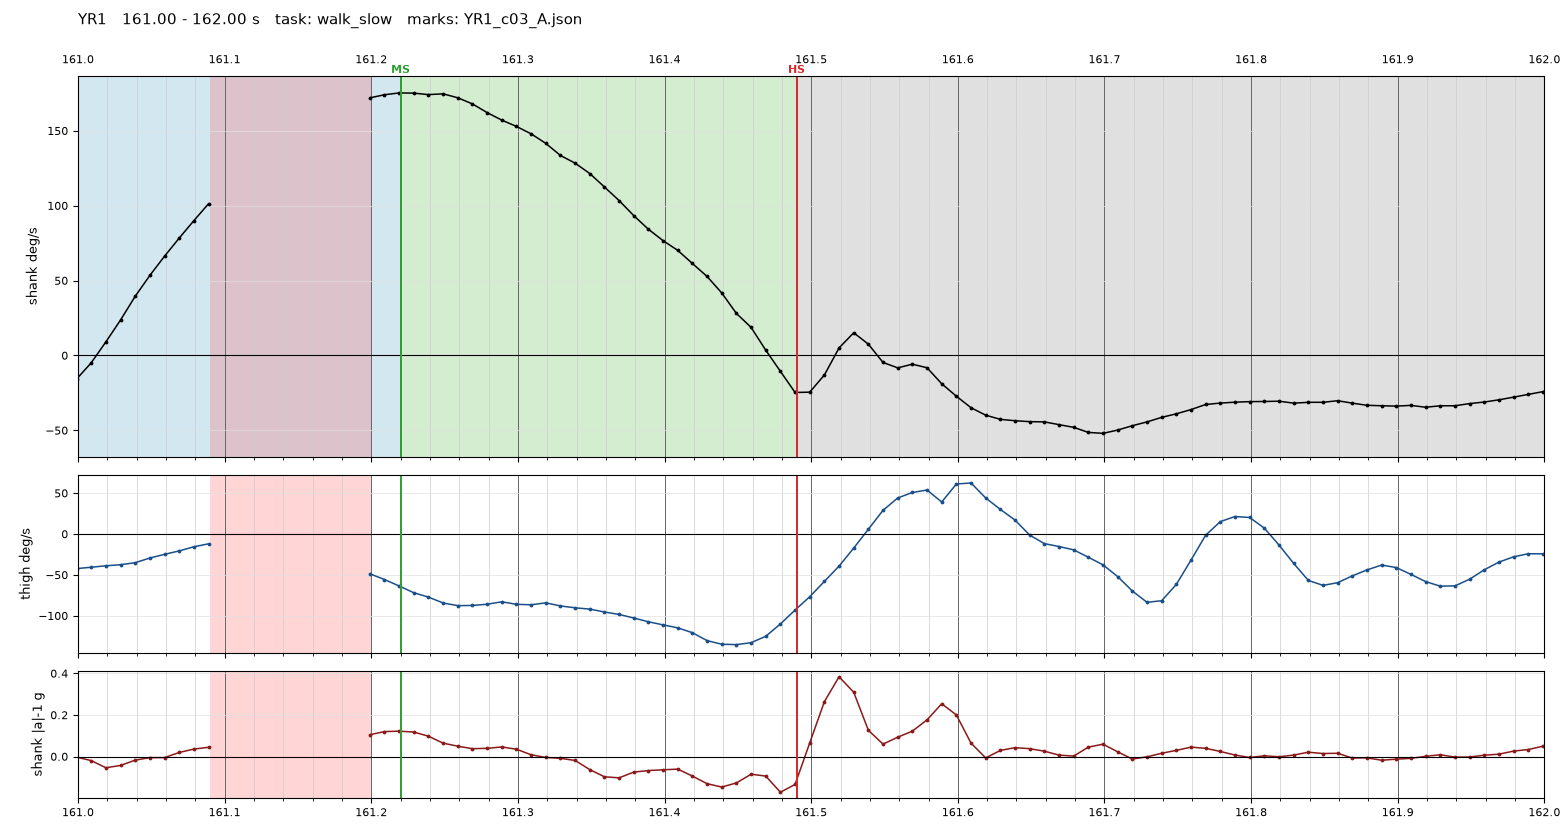 YR1   161.00 - 162.00 s   task: walk_slow   marks: YR1_c03_A.json
161.0 161.1 161.2 161.3 161.4 161.5 161.6 161.7 161.8 161.9 162.0
MS HS
shank deg/s
150
100
50
0
−50
thigh deg/s
50
0
−50
−100
shank |a|-1 g
0.4
0.2
0.0
161.0 161.1 161.2 161.3 161.4 161.5 161.6 161.7 161.8 161.9 162.0